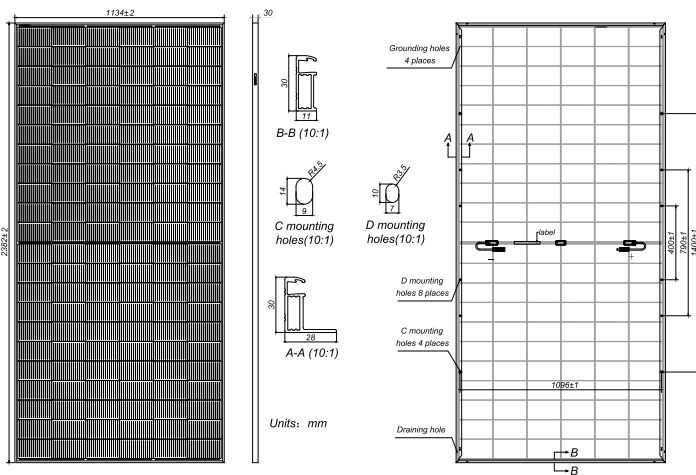 1134±2
30
2382±2
30
11
B-B (10:1)
R4.5
14
9
C mounting
holes(10:1)
R3.5
10
7
D mounting
holes(10:1)
30
28
A-A (10:1)
Units: mm
Grounding holes
4 places
A
A
label
−
+
400±1
790±1
1400±1
D mounting
holes 8 places
C mounting
holes 4 places
1096±1
Draining hole
B
B